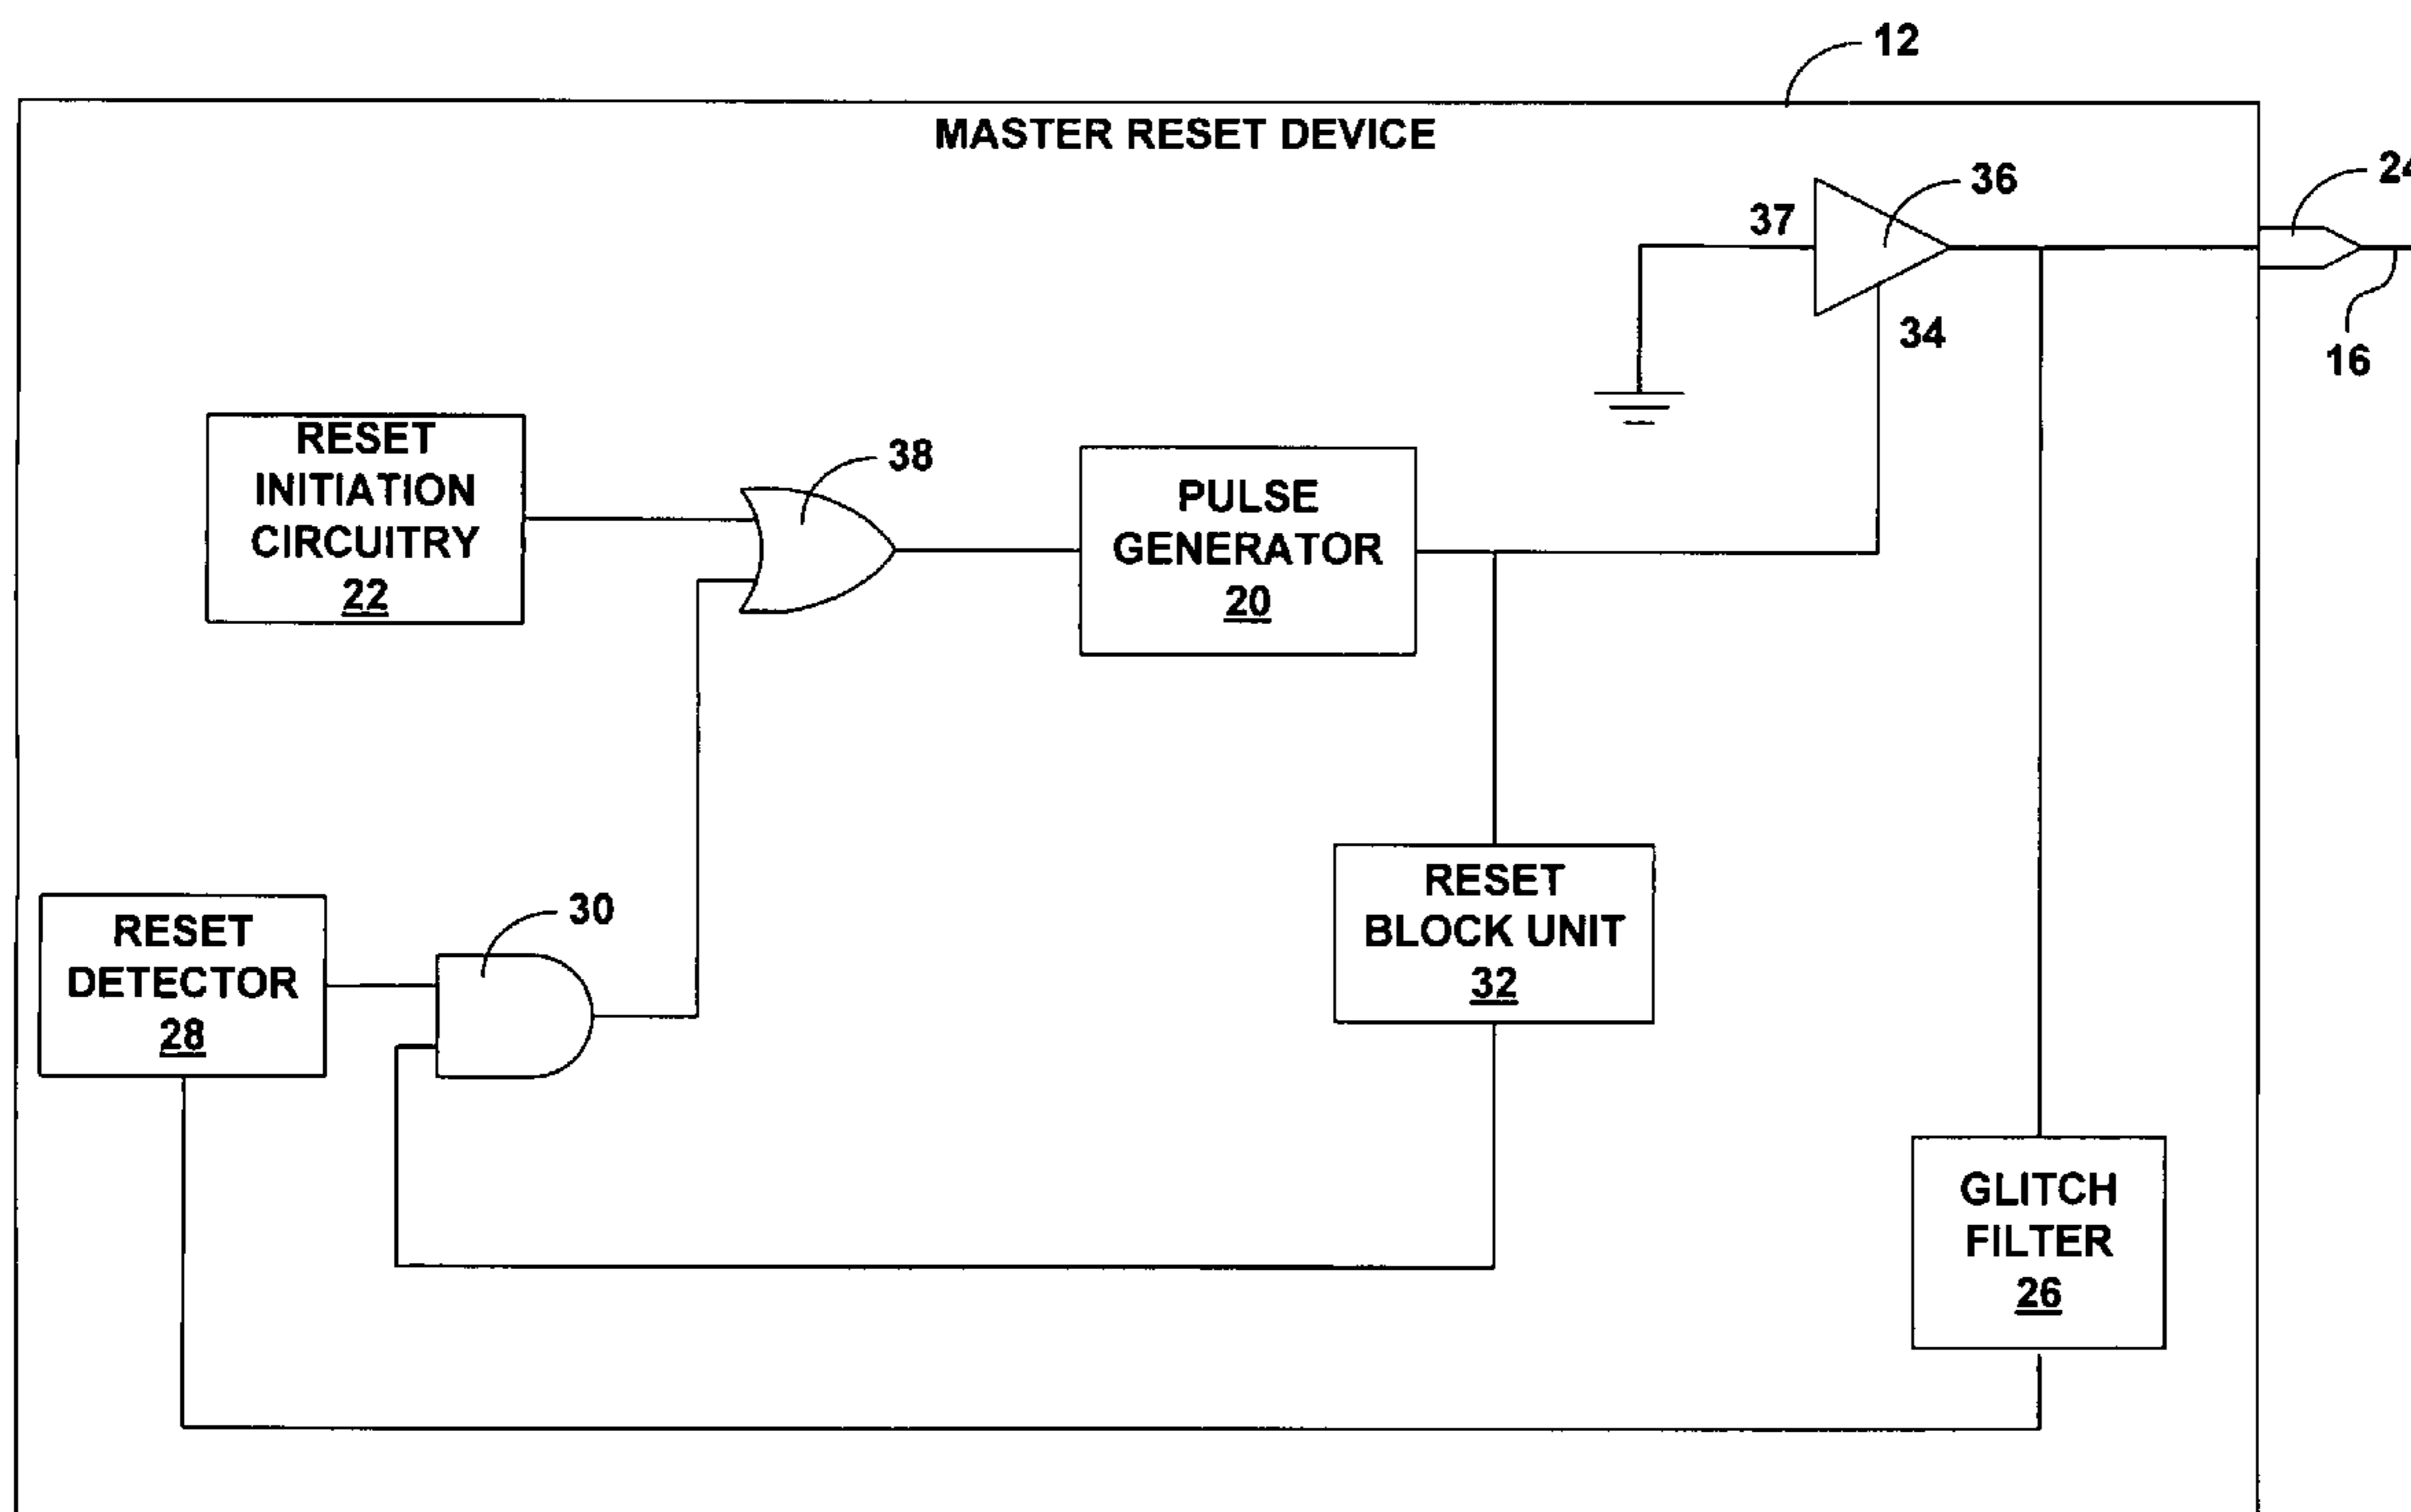 12
MASTER RESET DEVICE
24
36
37
34
16
RESET
INITIATION
CIRCUITRY
22
38
PULSE
GENERATOR
20
RESET
BLOCK UNIT
32
30
RESET
DETECTOR
28
GLITCH
FILTER
26